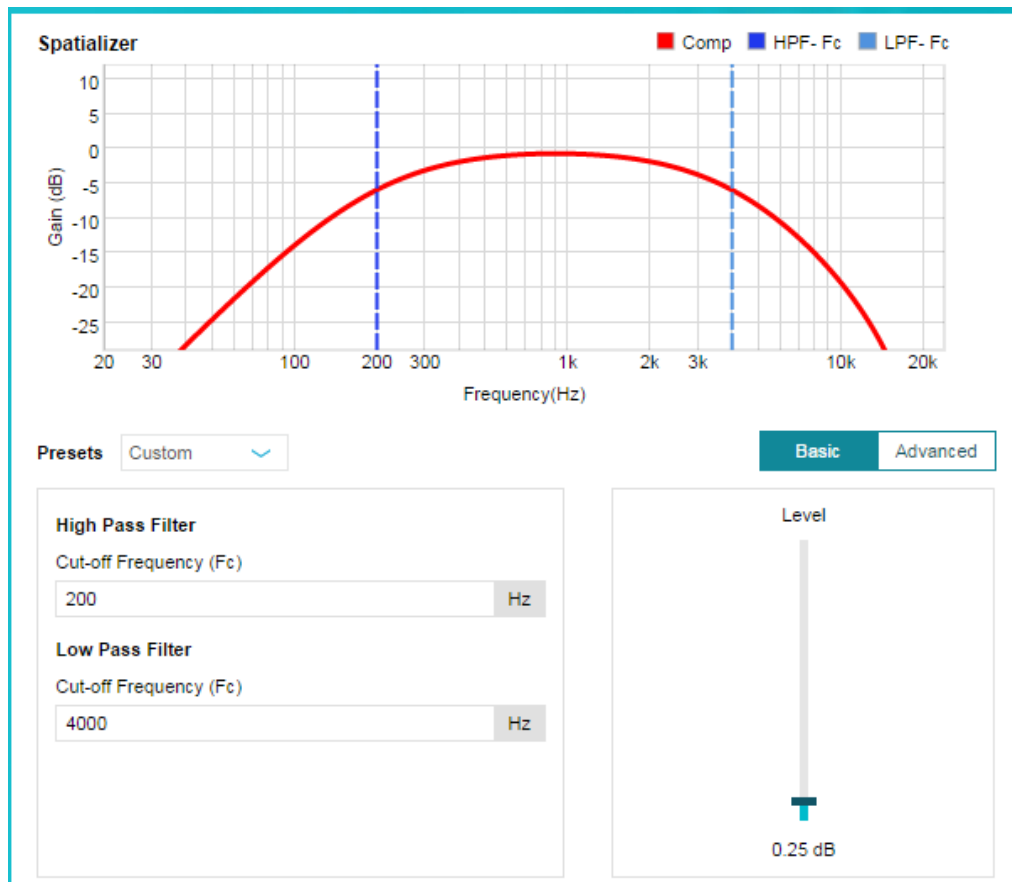 Spatializer
Comp HPF- Fc LPF- Fc
10
5
0
-5
-10
-15
-20
-25
Gain (dB)
20 30 100 200 300 1k 2k 3k 10k 20k
Frequency(Hz)
Presets Custom
Basic Advanced
High Pass Filter
Cut-off Frequency (Fc)
200 Hz
Low Pass Filter
Cut-off Frequency (Fc)
4000 Hz
Level
0.25 dB